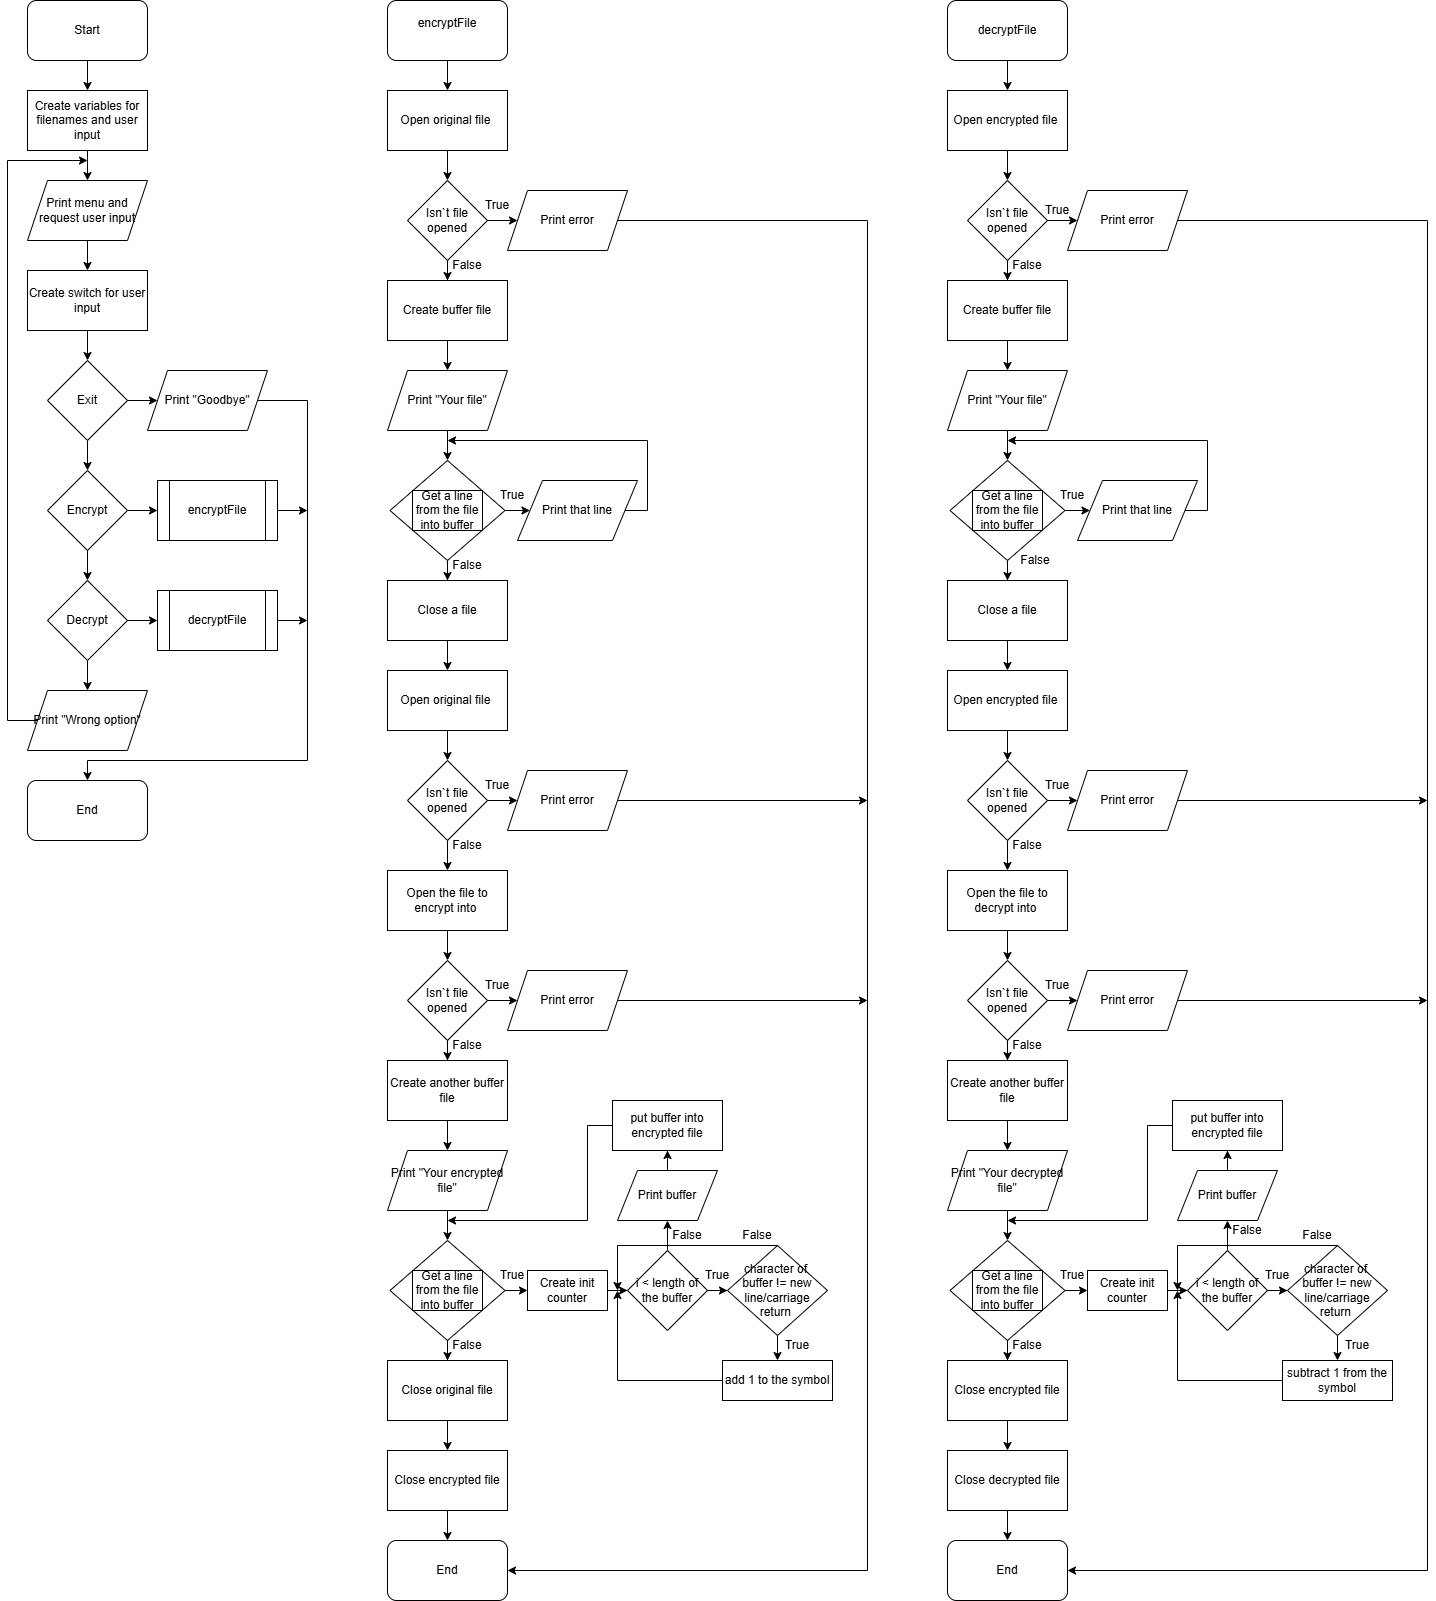 Start
Create variables for
filenames and user
input
Print menu and
request user input
Create switch for user
input
Exit
Print "Goodbye"
Encrypt
encryptFile
Decrypt
decryptFile
Print "Wrong option"
End
encryptFile
Open original file
Isn`t file
opened
True
Print error
False
Create buffer file
Print "Your file"
Get a line
from the file
into buffer
True
Print that line
False
Close a file
Open original file
Isn`t file
opened
True
Print error
False
Open the file to
encrypt into
Isn`t file
opened
True
Print error
False
Create another buffer
file
Print "Your encrypted
file"
put buffer into
encrypted file
Print buffer
False
False
Get a line
from the file
into buffer
True
Create init
counter
i < length of
the buffer
True
character of
buffer != new
line/carriage
return
True
add 1 to the symbol
False
Close original file
Close encrypted file
End
decryptFile
Open encrypted file
Isn`t file
opened
True
Print error
False
Create buffer file
Print "Your file"
Get a line
from the file
into buffer
True
Print that line
False
Close a file
Open encrypted file
Isn`t file
opened
True
Print error
False
Open the file to
decrypt into
Isn`t file
opened
True
Print error
False
Create another buffer
file
Print "Your decrypted
file"
put buffer into
encrypted file
Print buffer
False
False
Get a line
from the file
into buffer
True
Create init
counter
i < length of
the buffer
True
character of
buffer != new
line/carriage
return
True
subtract 1 from the
symbol
False
Close encrypted file
Close decrypted file
End